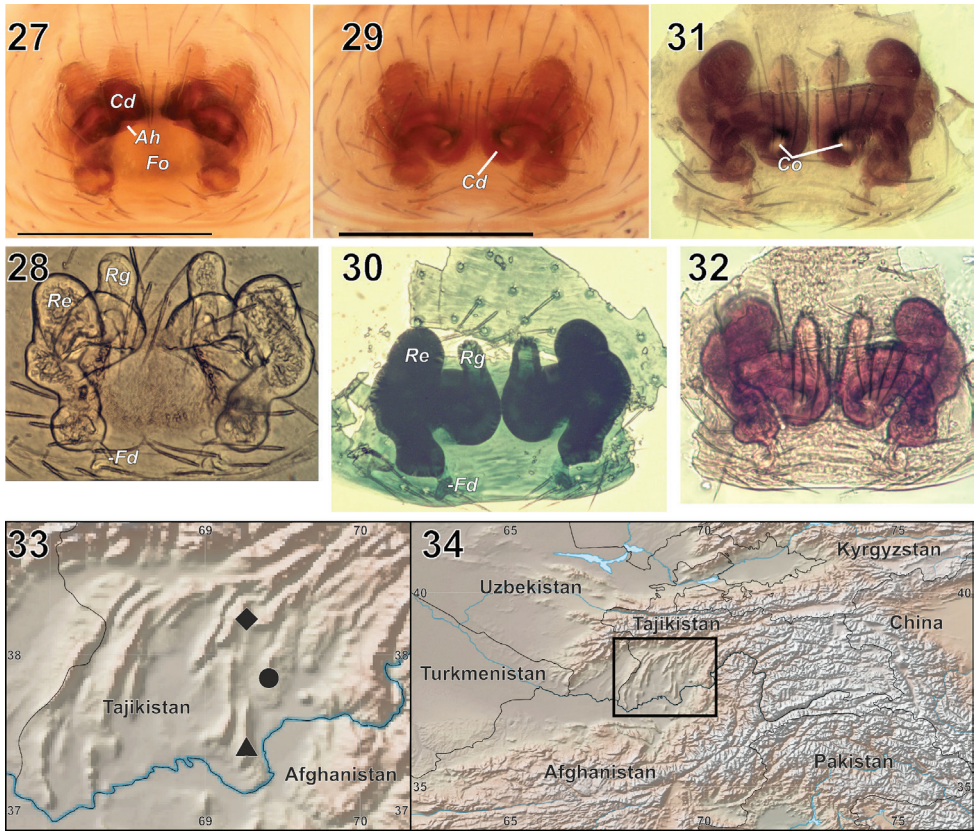 27
Cd
Ah
Fo
29
Cd
31
Co
28
Re
Rg
-Fd
30
Re
Rg
-Fd
32
33
69
70
38
38
Tajikistan
Afghanistan
37
37
69
70
34
65
70
75
Kyrgyzstan
Uzbekistan
40
40
Tajikistan
China
Turkmenistan
Afghanistan
Pakistan
35
35
65
70
75